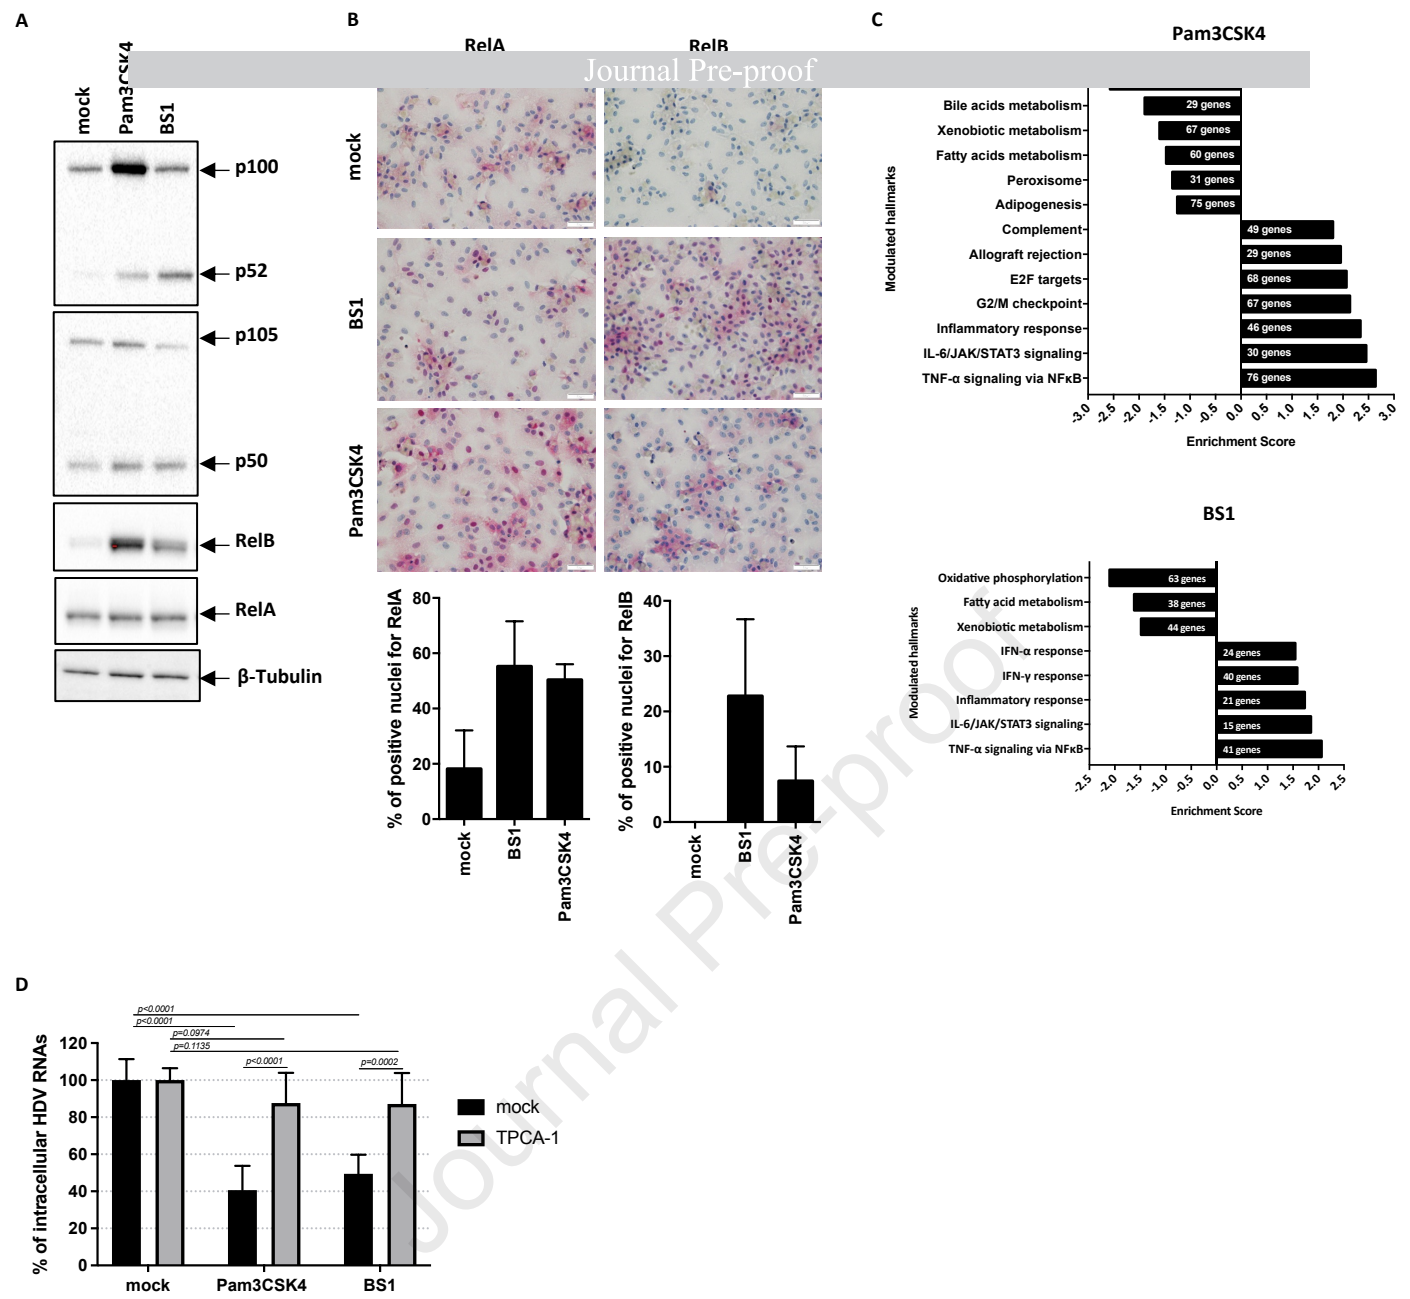 A
B
C
Pam3CSK4
RelA
RelB
Journal Pre-proof
mock
Pam3CSK4
BS1
p100
p52
p105
p50
RelB
RelA
β-Tubulin
mock
BS1
Pam3CSK4
% of positive nuclei for RelA
80
60
40
20
0
mock
BS1
Pam3CSK4
% of positive nuclei for RelB
40
30
20
10
0
mock
BS1
Pam3CSK4
Modulated hallmarks
Bile acids metabolism 29 genes
Xenobiotic metabolism 67 genes
Fatty acids metabolism 60 genes
Peroxisome 31 genes
Adipogenesis 75 genes
Complement 49 genes
Allograft rejection 29 genes
E2F targets 68 genes
G2/M checkpoint 67 genes
Inflammatory response 46 genes
IL-6/JAK/STAT3 signaling 30 genes
TNF-α signaling via NFκB 76 genes
-3.0 -2.5 -2.0 -1.5 -1.0 -0.5 0.0 0.5 1.0 1.5 2.0 2.5 3.0
Enrichment Score
BS1
Modulated hallmarks
Oxidative phosphorylation 63 genes
Fatty acid metabolism 38 genes
Xenobiotic metabolism 44 genes
IFN-α response 24 genes
IFN-γ response 40 genes
Inflammatory response 21 genes
IL-6/JAK/STAT3 signaling 15 genes
TNF-α signaling via NFκB 41 genes
-2.5 -2.0 -1.5 -1.0 -0.5 0.0 0.5 1.0 1.5 2.0 2.5
Enrichment Score
Journal Pre-proof
D
p<0.0001
p<0.0001
p=0.0974
p=0.1135
p<0.0001
p=0.0002
% of intracellular HDV RNAs
120
100
80
60
40
20
0
mock Pam3CSK4 BS1
mock
TPCA-1